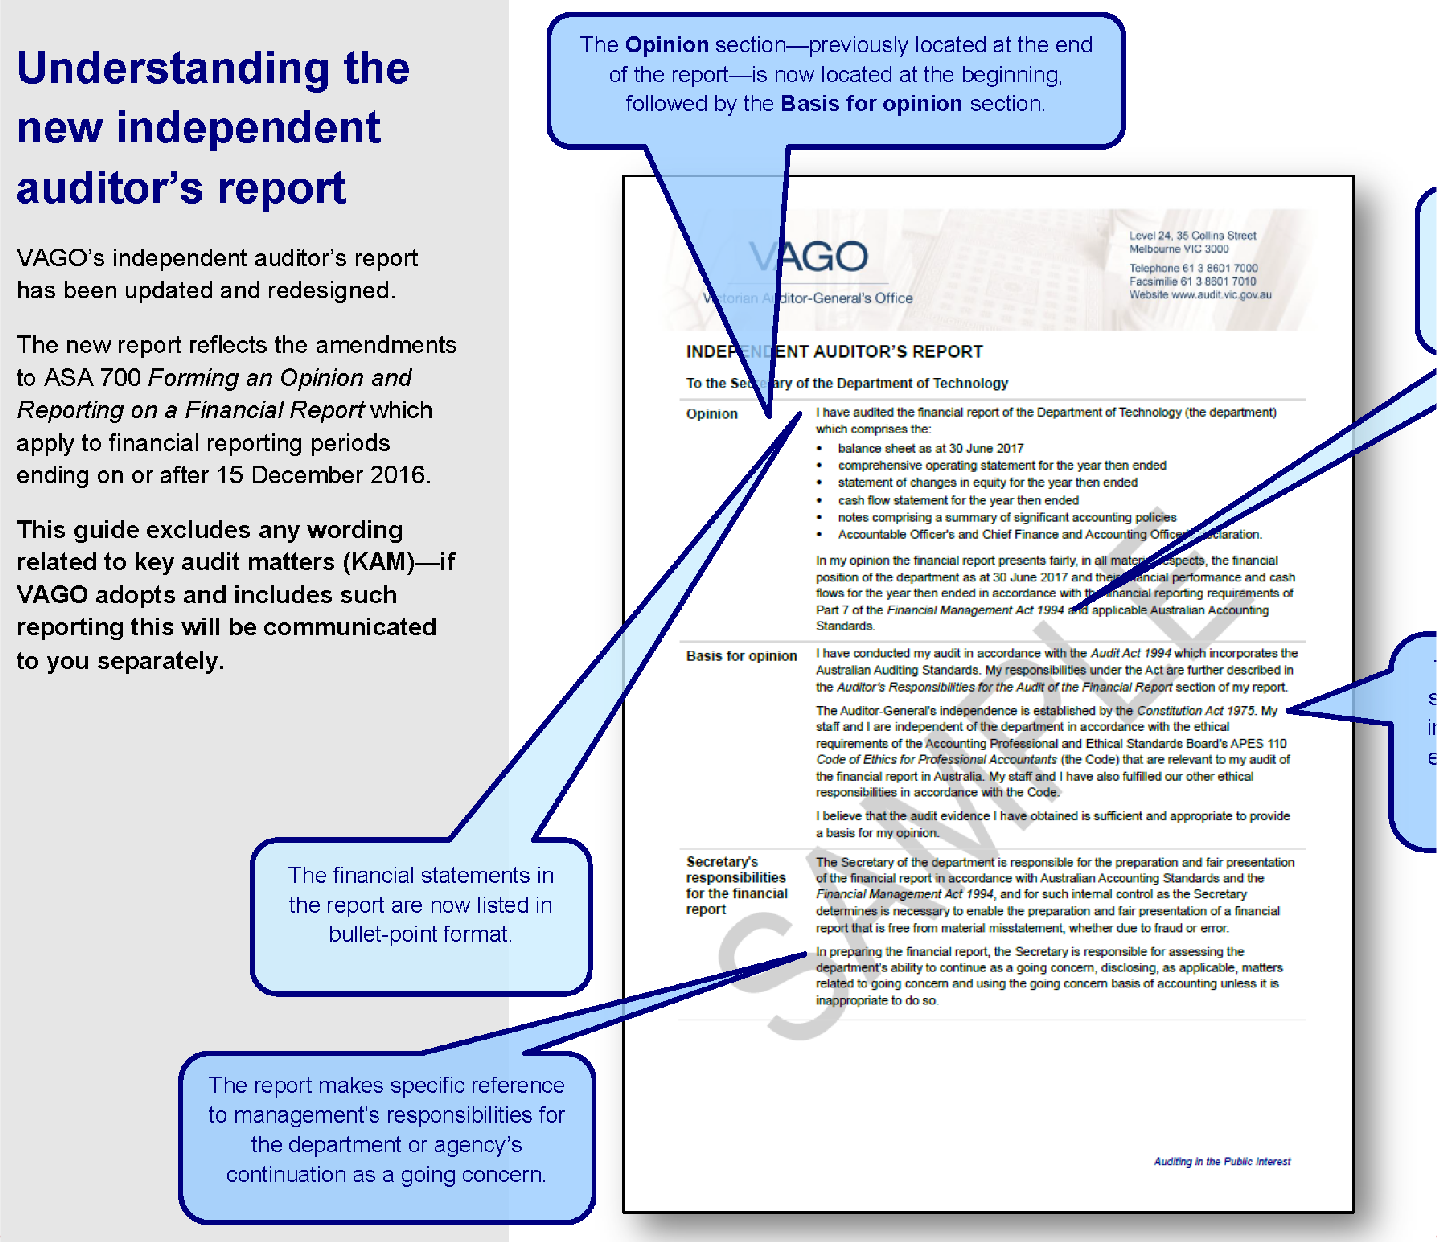 Understanding the
new independent
auditor's report
VAGO's independent auditor's report
has been updated and redesigned.
The new report reflects the amendments
to ASA 700 Forming an Opinion and
Reporting on a Financial Report which
apply to financial reporting periods
ending on or after 15 December 2016.
This guide excludes any wording
related to key audit matters (KAM)—if
VAGO adopts and includes such
reporting this will be communicated
to you separately.
The Opinion section—previously located at the end
of the report—is now located at the beginning,
followed by the Basis for opinion section.
VAGO
Victorian Auditor-General's Office
Level 24, 35 Collins Street
Melbourne VIC 3000
Telephone 61 3 8601 7000
Facsimile 61 3 8601 7010
Website www.audit.vic.gov.au
INDEPENDENT AUDITOR'S REPORT
To the Secretary of the Department of Technology
Opinion
I have audited the financial report of the Department of Technology (the department)
which comprises the:
• balance sheet as at 30 June 2017
• comprehensive operating statement for the year then ended
• statement of changes in equity for the year then ended
• cash flow statement for the year then ended
• notes comprising a summary of significant accounting policies
• Accountable Officer's and Chief Finance and Accounting Officer's declaration.
In my opinion the financial report presents fairly, in all material respects, the financial
position of the department as at 30 June 2017 and their financial performance and cash
flows for the year then ended in accordance with the financial reporting requirements of
Part 7 of the Financial Management Act 1994 and applicable Australian Accounting
Standards.
Basis for opinion
I have conducted my audit in accordance with the Audit Act 1994 which incorporates the
Australian Auditing Standards. My responsibilities under the Act are further described in
the Auditor's Responsibilities for the Audit of the Financial Report section of my report.
The Auditor-General's independence is established by the Constitution Act 1975. My
staff and I are independent of the department in accordance with the ethical
requirements of the Accounting Professional and Ethical Standards Board's APES 110
Code of Ethics for Professional Accountants (the Code) that are relevant to my audit of
the financial report in Australia. My staff and I have also fulfilled our other ethical
responsibilities in accordance with the Code.
I believe that the audit evidence I have obtained is sufficient and appropriate to provide
a basis for my opinion.
Secretary's
responsibilities
for the financial
report
The Secretary of the department is responsible for the preparation and fair presentation
of the financial report in accordance with Australian Accounting Standards and the
Financial Management Act 1994, and for such internal control as the Secretary
determines is necessary to enable the preparation and fair presentation of a financial
report that is free from material misstatement, whether due to fraud or error.
In preparing the financial report, the Secretary is responsible for assessing the
department's ability to continue as a going concern, disclosing, as applicable, matters
related to going concern and using the going concern basis of accounting unless it is
inappropriate to do so.
SAMPLE
Auditing in the Public Interest
The financial statements in
the report are now listed in
bullet-point format.
The report makes specific reference
to management's responsibilities for
the department or agency's
continuation as a going concern.